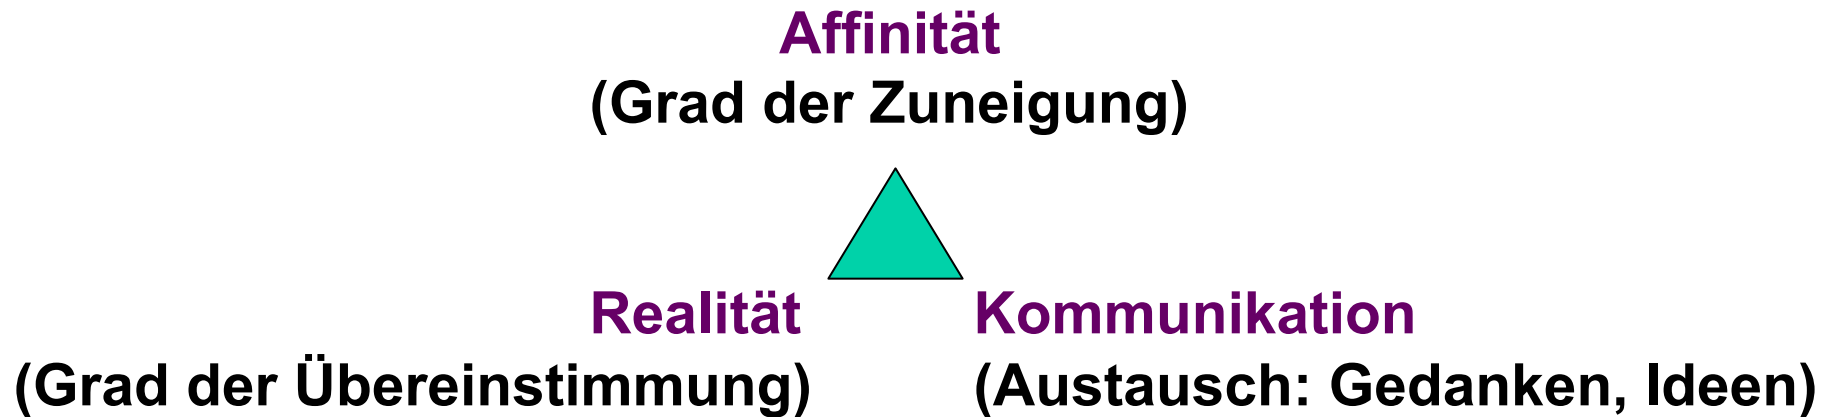 Affinität
(Grad der Zuneigung)
Realität Kommunikation
(Grad der Übereinstimmung) (Austausch: Gedanken, Ideen)